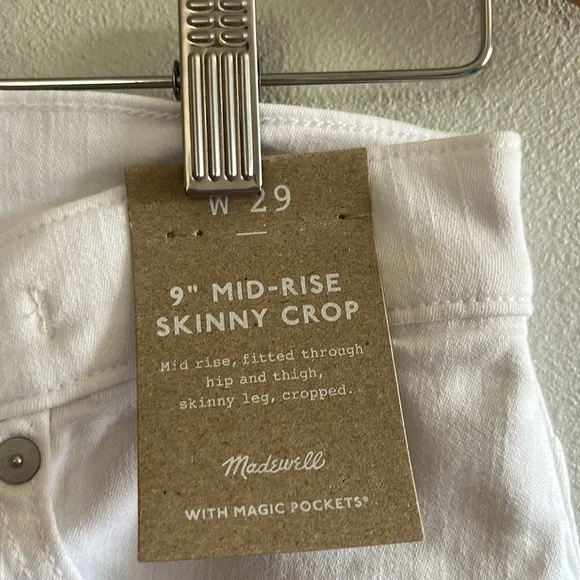 W 29
9" MID-RISE
SKINNY CROP
Mid rise, fitted through
hip and thigh,
skinny leg, cropped.
Madewell
WITH MAGIC POCKETS®